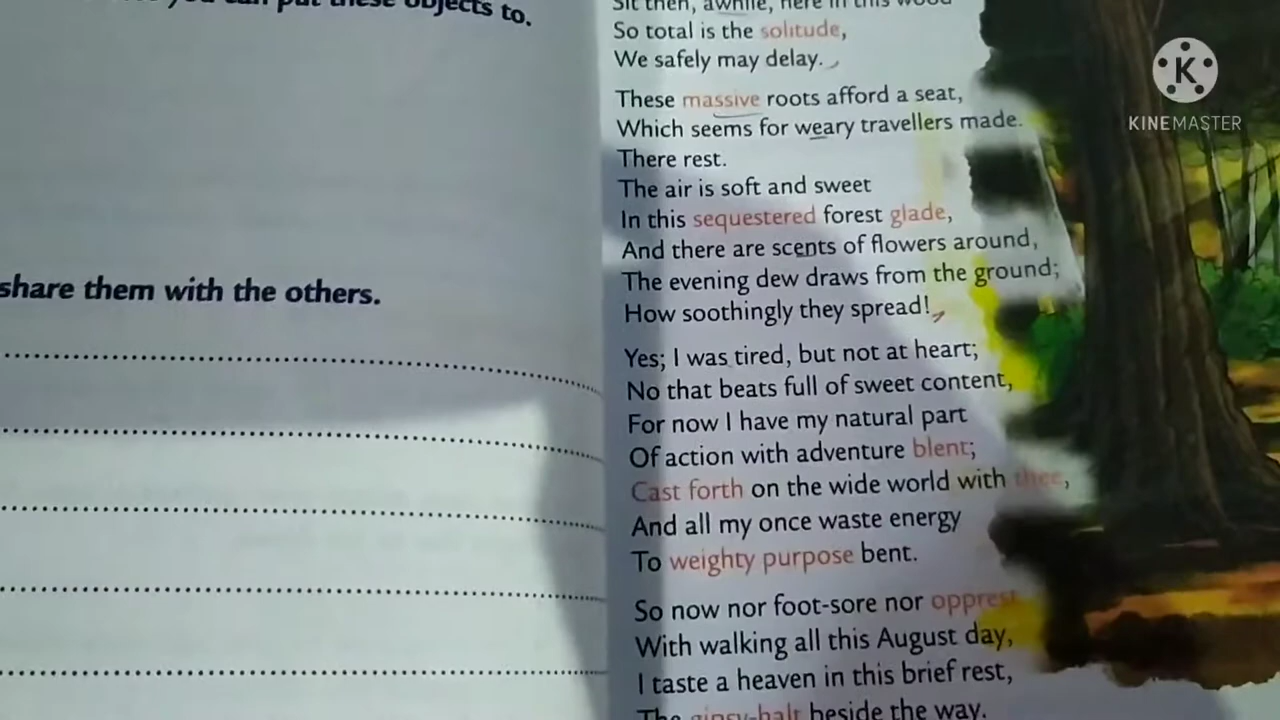 you can put these objects to.
share them with the others.
Sit then, awhile, here in this wood
So total is the solitude,
We safely may delay.
These massive roots afford a seat,
Which seems for weary travellers made.
There rest.
The air is soft and sweet
In this sequestered forest glade,
And there are scents of flowers around,
The evening dew draws from the ground;
How soothingly they spread!
Yes; I was tired, but not at heart;
No that beats full of sweet content,
For now I have my natural part
Of action with adventure blent;
Cast forth on the wide world with thee,
And all my once waste energy
To weighty purpose bent.
So now nor foot-sore nor opprest
With walking all this August day,
I taste a heaven in this brief rest,
The gipsy-halt beside the way.
K
KINEMASTER